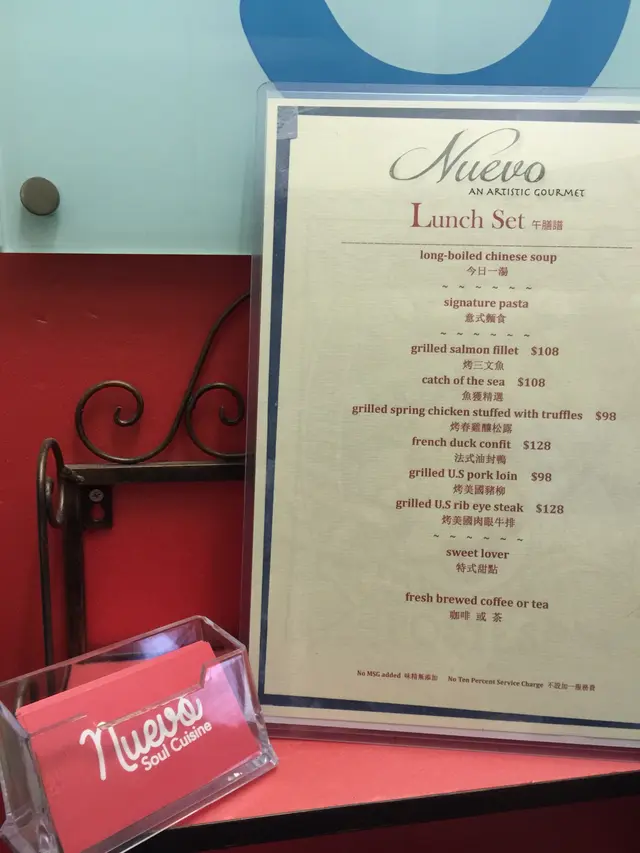 Nuevo
AN ARTISTIC GOURMET
Lunch Set 午膳譜
long-boiled chinese soup
今日一湯
~ ~ ~ ~ ~ ~
signature pasta
意式麵食
~ ~ ~ ~ ~ ~
grilled salmon fillet $108
烤三文魚
catch of the sea $108
魚獲精選
grilled spring chicken stuffed with truffles $98
烤春雞釀松露
french duck confit $128
法式油封鴨
grilled U.S pork loin $98
烤美國豬柳
grilled U.S rib eye steak $128
烤美國肉眼牛排
~ ~ ~ ~ ~ ~
sweet lover
特式甜點
fresh brewed coffee or tea
咖啡 或 茶
No MSG added 味精無添加 No Ten Percent Service Charge 不設加一服務費
Nuevo
Soul Cuisine